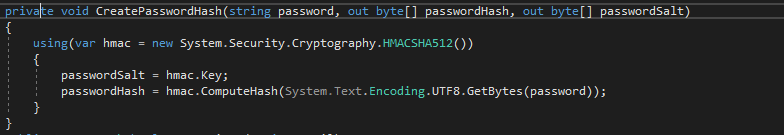 private void CreatePasswordHash(string password, out byte[] passwordHash, out byte[] passwordSalt)
{
using(var hmac = new System.Security.Cryptography.HMACSHA512())
{
passwordSalt = hmac.Key;
passwordHash = hmac.ComputeHash(System.Text.Encoding.UTF8.GetBytes(password));
}
}